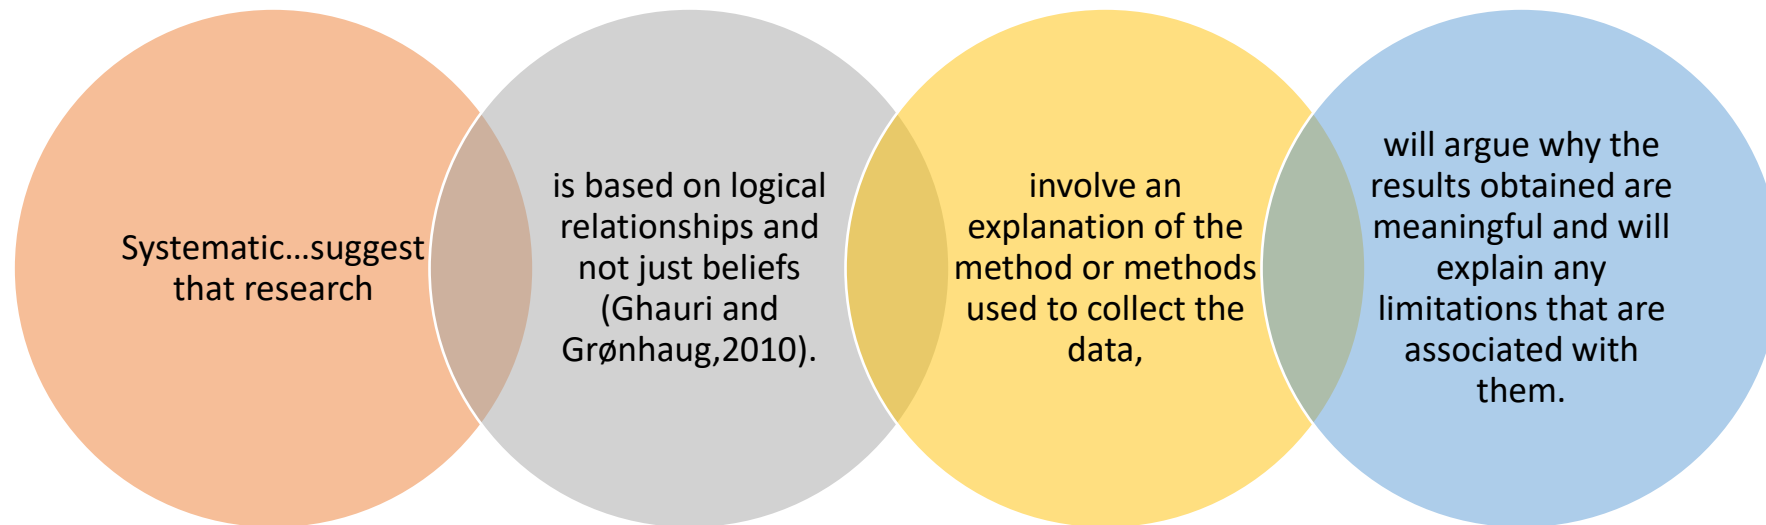 Systematic…suggest
that research
is based on logical
relationships and
not just beliefs
(Ghauri and
Grønhaug,2010).
involve an
explanation of the
method or methods
used to collect the
data,
will argue why the
results obtained are
meaningful and will
explain any
limitations that are
associated with
them.